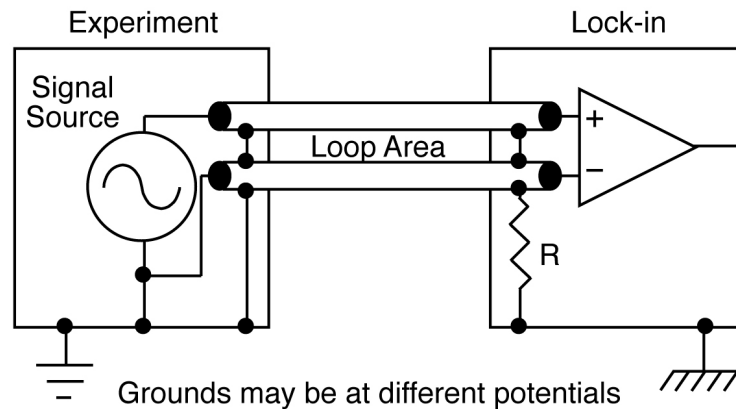 Experiment
Lock-in
Signal
Source
+
Loop Area
−
R
Grounds may be at different potentials